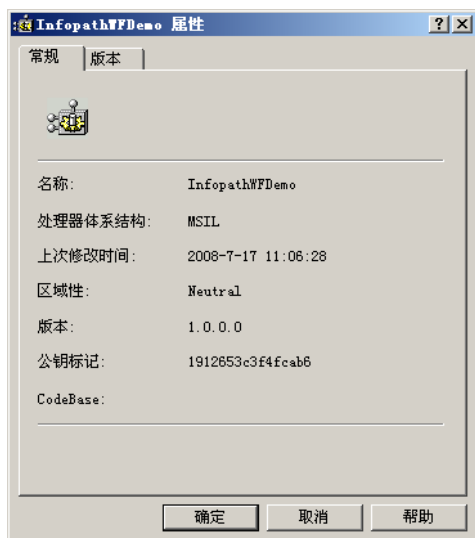 InfopathWFDemo 属性
常规 版本
名称: InfopathWFDemo
处理器体系结构: MSIL
上次修改时间: 2008-7-17 11:06:28
区域性: Neutral
版本: 1.0.0.0
公钥标记: 1912653c3f4fcab6
CodeBase:
确定 取消 帮助